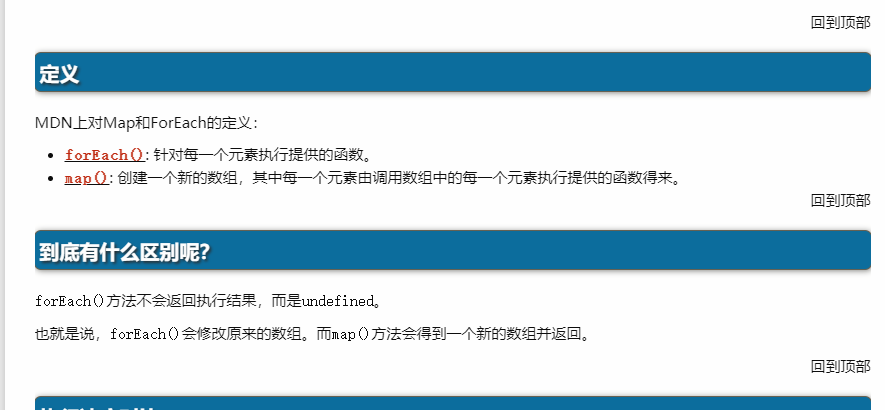 回到顶部
定义
MDN上对Map和ForEach的定义：
forEach(): 针对每一个元素执行提供的函数。
map(): 创建一个新的数组，其中每一个元素由调用数组中的每一个元素执行提供的函数得来。
回到顶部
到底有什么区别呢？
forEach()方法不会返回执行结果，而是undefined。
也就是说，forEach()会修改原来的数组。而map()方法会得到一个新的数组并返回。
回到顶部